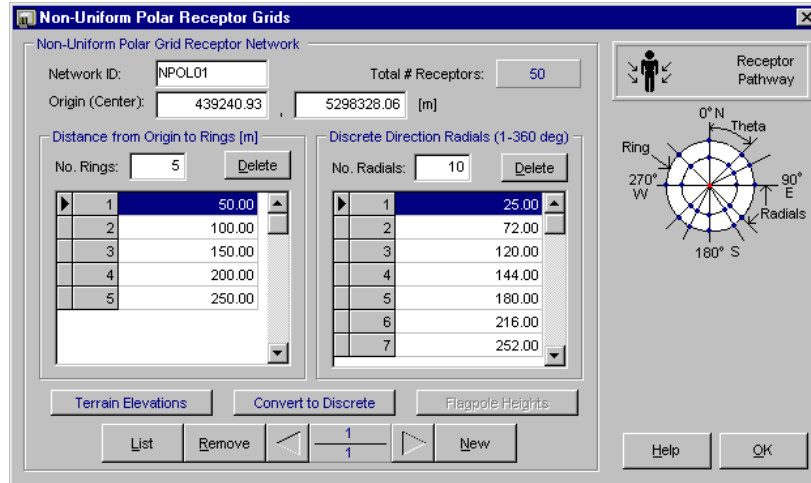 Non-Uniform Polar Receptor Grids
Non-Uniform Polar Grid Receptor Network
Network ID: NPOL01 Total # Receptors: 50
Origin (Center): 439240.93 , 5298328.06 [m]
Distance from Origin to Rings [m]
No. Rings: 5 Delete
1 50.00
2 100.00
3 150.00
4 200.00
5 250.00
Discrete Direction Radials (1-360 deg)
No. Radials: 10 Delete
1 25.00
2 72.00
3 120.00
4 144.00
5 180.00
6 216.00
7 252.00
Terrain Elevations Convert to Discrete Flagpole Heights
List Remove 1 New
1
Receptor
Pathway
0° N
Theta
Ring
270° W
90° E
Radials
180° S
Help OK